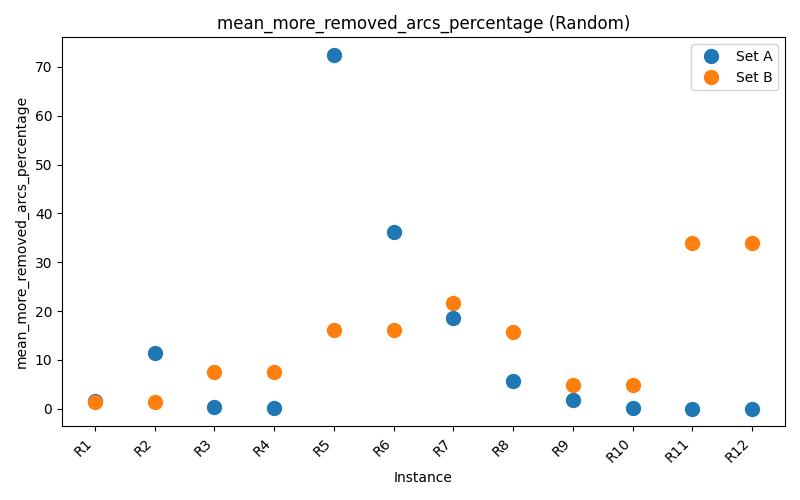 mean_more_removed_arcs_percentage (Random)
Set A
Set B
mean_more_removed_arcs_percentage
70
60
50
40
30
20
10
0
R1
R2
R3
R4
R5
R6
R7
R8
R9
R10
R11
R12
Instance